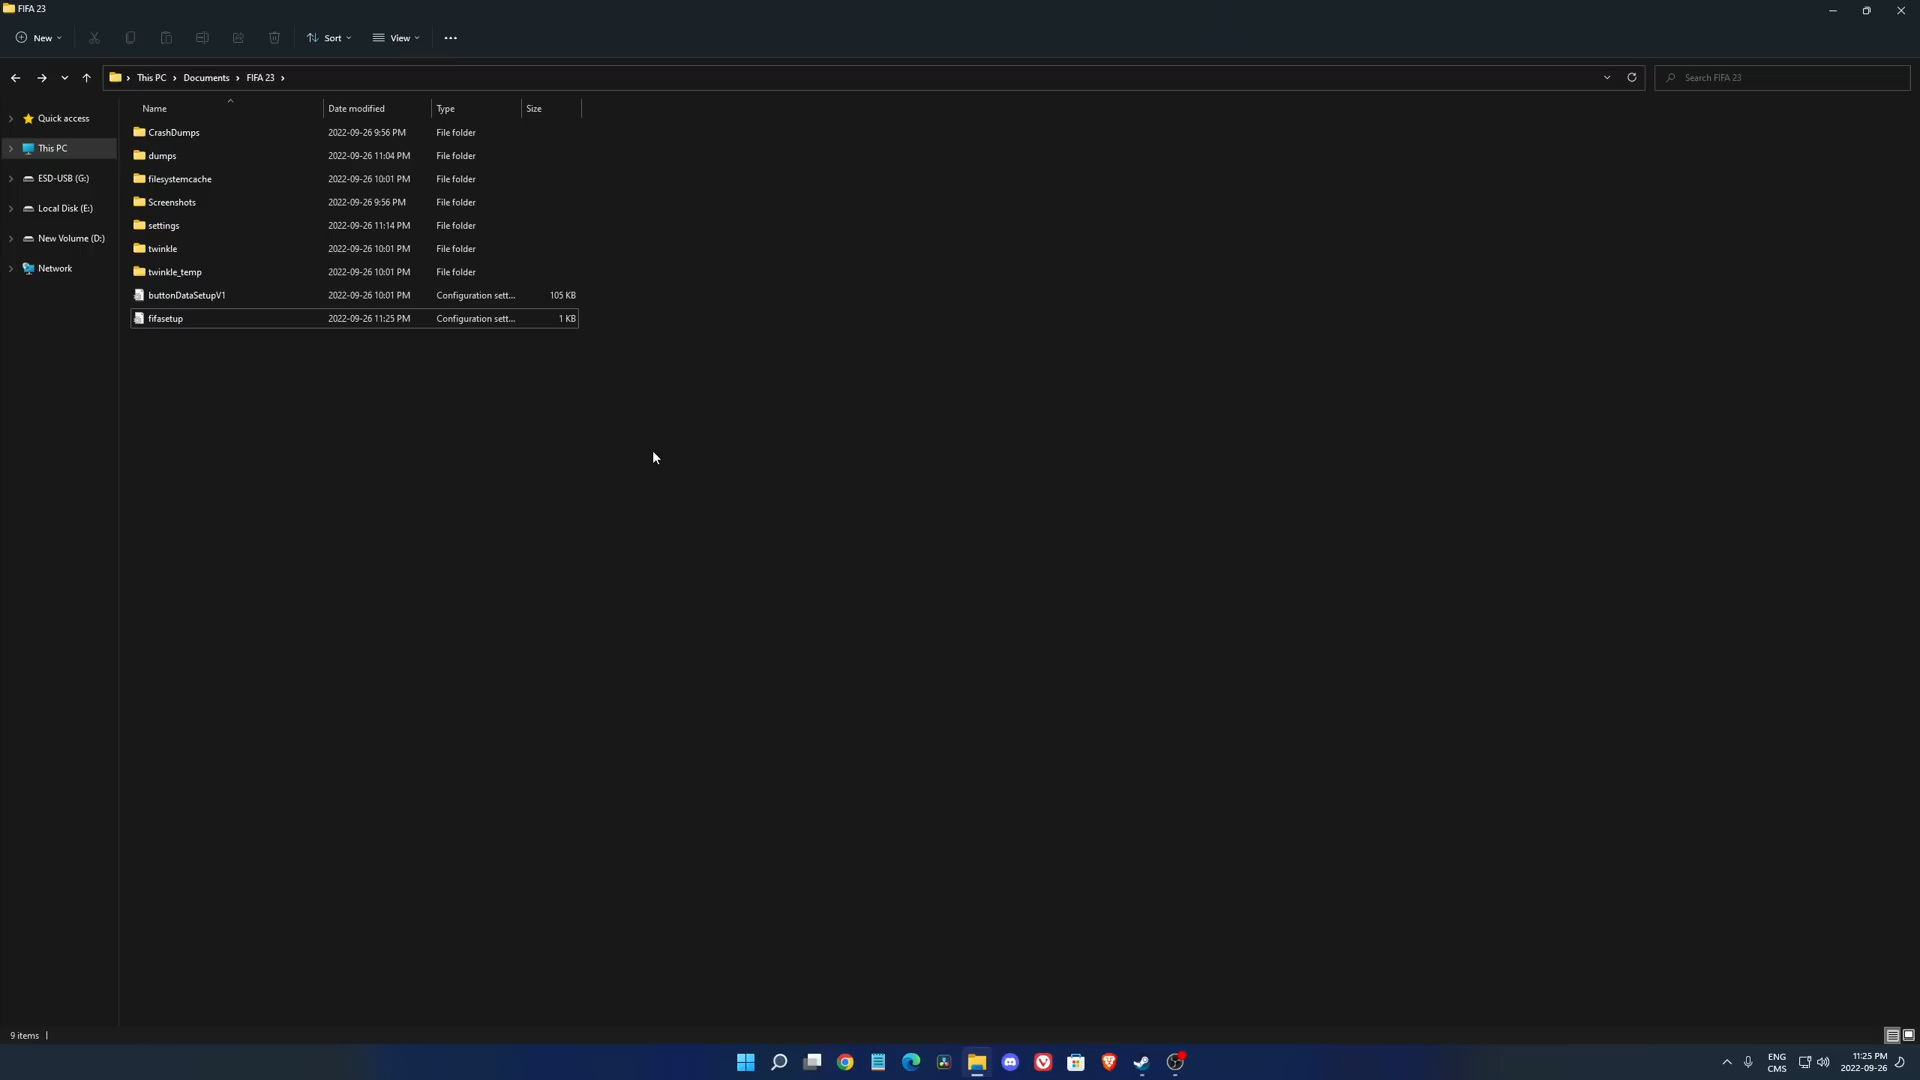 FIFA 23
New
Sort
View
This PC
Documents
FIFA 23
Search FIFA 23
Quick access
This PC
ESD-USB (G:)
Local Disk (E:)
New Volume (D:)
Network
Name Date modified Type Size
CrashDumps 2022-09-26 9:56 PM File folder
dumps 2022-09-26 11:04 PM File folder
filesystemcache 2022-09-26 10:01 PM File folder
Screenshots 2022-09-26 9:56 PM File folder
settings 2022-09-26 11:14 PM File folder
twinkle 2022-09-26 10:01 PM File folder
twinkle_temp 2022-09-26 10:01 PM File folder
buttonDataSetupV1 2022-09-26 10:01 PM Configuration sett... 105 KB
fifasetup 2022-09-26 11:25 PM Configuration sett... 1 KB
9 items
ENG
CMS
11:25 PM
2022-09-26